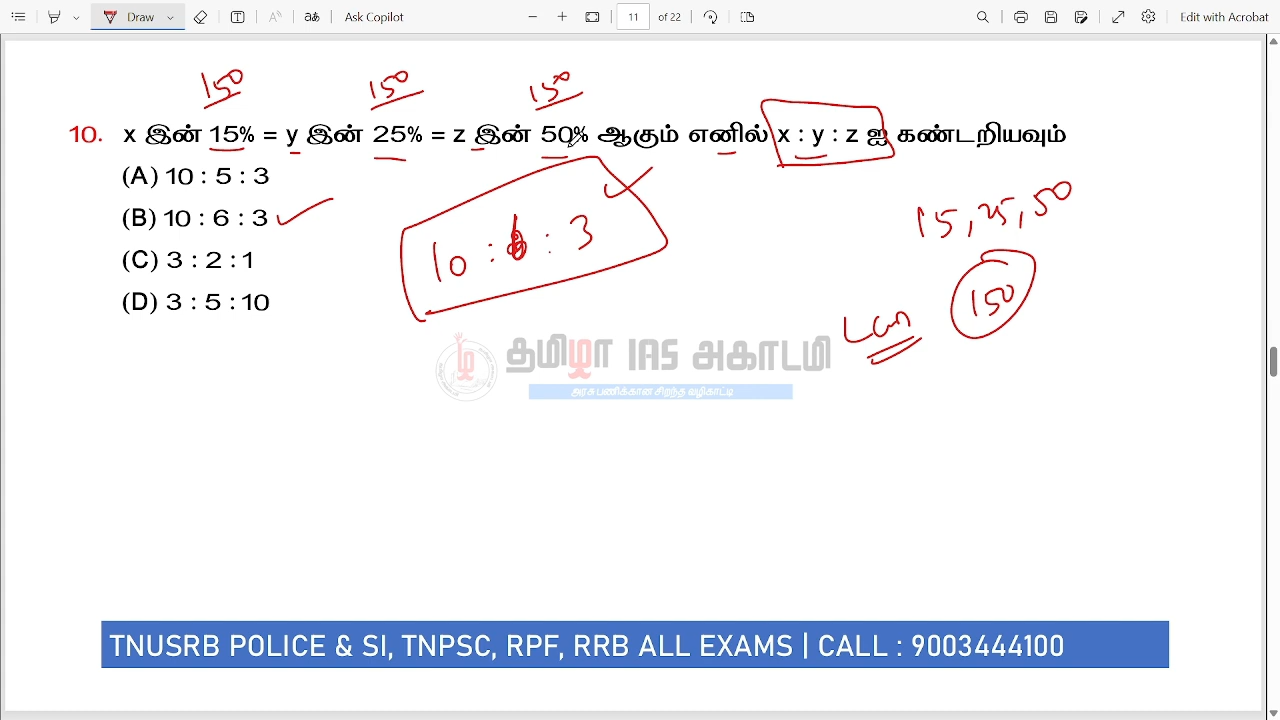 Draw
Ask Copilot
11 of 22
Edit with Acrobat
150 150 150
10. x இன் 15% = y இன் 25% = z இன் 50% ஆகும் எனில் x : y : z ஐ கண்டறியவும்
(A) 10 : 5 : 3
(B) 10 : 6 : 3
(C) 3 : 2 : 1
(D) 3 : 5 : 10
10 : 6 : 3
15, 25, 50
150
LCM
தமிழா IAS அகாடமி
அரசு பணிக்கான சிறந்த வழிகாட்டி
TNUSRB POLICE & SI, TNPSC, RPF, RRB ALL EXAMS | CALL : 9003444100